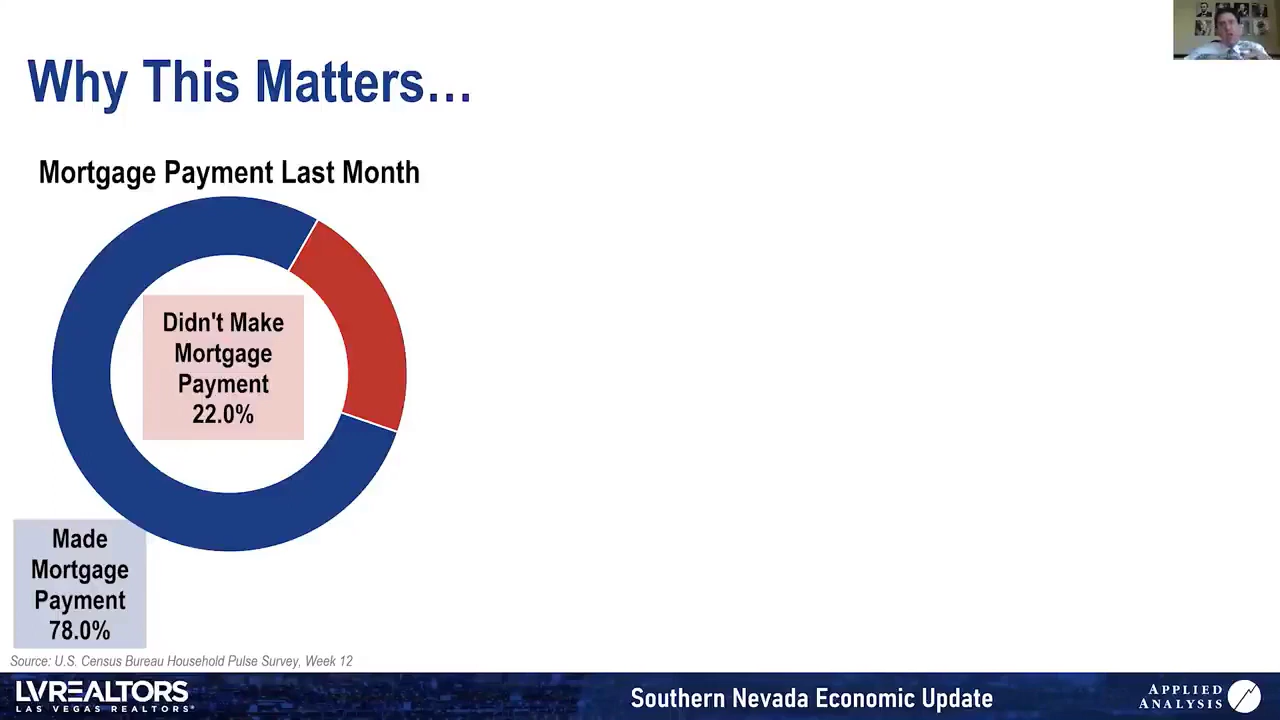 Why This Matters...
Mortgage Payment Last Month
Didn't Make
Mortgage
Payment
22.0%
Made
Mortgage
Payment
78.0%
Source: U.S. Census Bureau Household Pulse Survey, Week 12
LVREALTORS
LAS VEGAS REALTORS®
Southern Nevada Economic Update
APPLIED
ANALYSIS